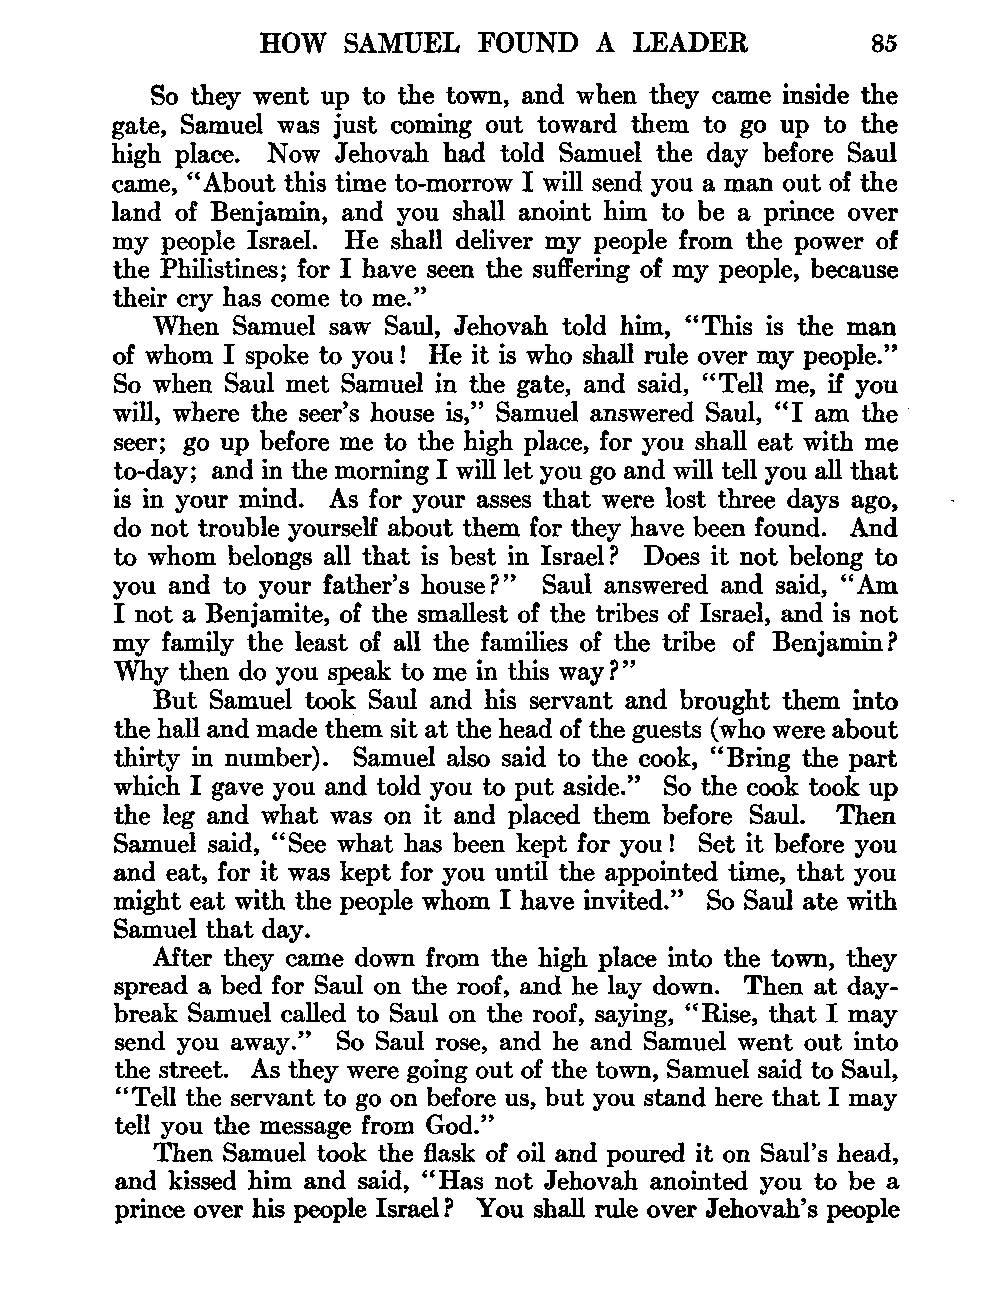 HOW SAMUEL FOUND A LEADER 85
So they went up to the town, and when they came inside the
gate, Samuel was just coming out toward them to go up to the
high place. Now Jehovah had told Samuel the day before Saul
came, “About this time to-morrow I will send you a man out of the
land of Benjamin, and you shall anoint him to be a prince over
my people Israel. He shall deliver my people from the power of
the Philistines; for I have seen the suffering of my people, because
their cry has come to me.”
When Samuel saw Saul, Jehovah told him, “This is the man
of whom I spoke to you! He it is who shall rule over my people.”
So when Saul met Samuel in the gate, and said, “Tell me, if you
will, where the seer’s house is,” Samuel answered Saul, “I am the
seer; go up before me to the high place, for you shall eat with me
to-day; and in the morning I will let you go and will tell you all that
is in your mind. As for your asses that were lost three days ago,
do not trouble yourself about them for they have been found. And
to whom belongs all that is best in Israel? Does it not belong to
you and to your father’s house?” Saul answered and said, “Am
I not a Benjamite, of the smallest of the tribes of Israel, and is not
my family the least of all the families of the tribe of Benjamin?
Why then do you speak to me in this way?”
But Samuel took Saul and his servant and brought them into
the hall and made them sit at the head of the guests (who were about
thirty in number). Samuel also said to the cook, “Bring the part
which I gave you and told you to put aside.” So the cook took up
the leg and what was on it and placed them before Saul. Then
Samuel said, “See what has been kept for you! Set it before you
and eat, for it was kept for you until the appointed time, that you
might eat with the people whom I have invited.” So Saul ate with
Samuel that day.
After they came down from the high place into the town, they
spread a bed for Saul on the roof, and he lay down. Then at day-
break Samuel called to Saul on the roof, saying, “Rise, that I may
send you away.” So Saul rose, and he and Samuel went out into
the street. As they were going out of the town, Samuel said to Saul,
“Tell the servant to go on before us, but you stand here that I may
tell you the message from God.”
Then Samuel took the flask of oil and poured it on Saul’s head,
and kissed him and said, “Has not Jehovah anointed you to be a
prince over his people Israel? You shall rule over Jehovah’s people